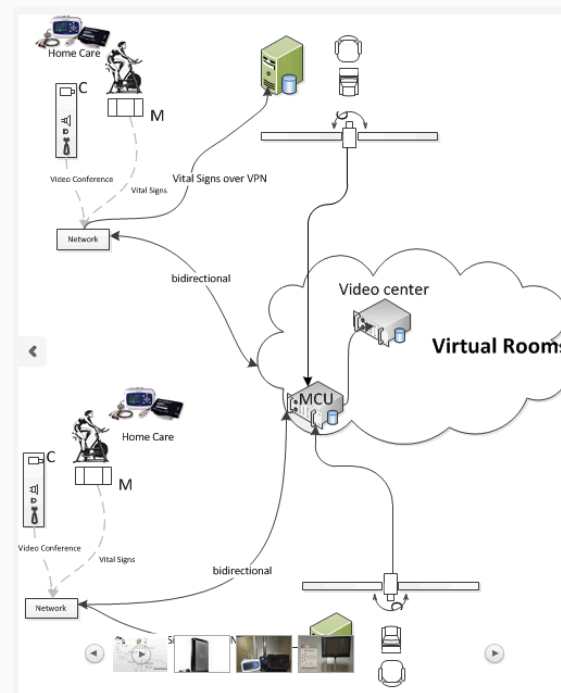 Home Care
C
M
Video Conference
Vital Signs
Vital Signs over VPN
Network
bidirectional
Video center
Virtual Rooms
MCU
Home Care
C
M
Video Conference
Vital Signs
bidirectional
Network